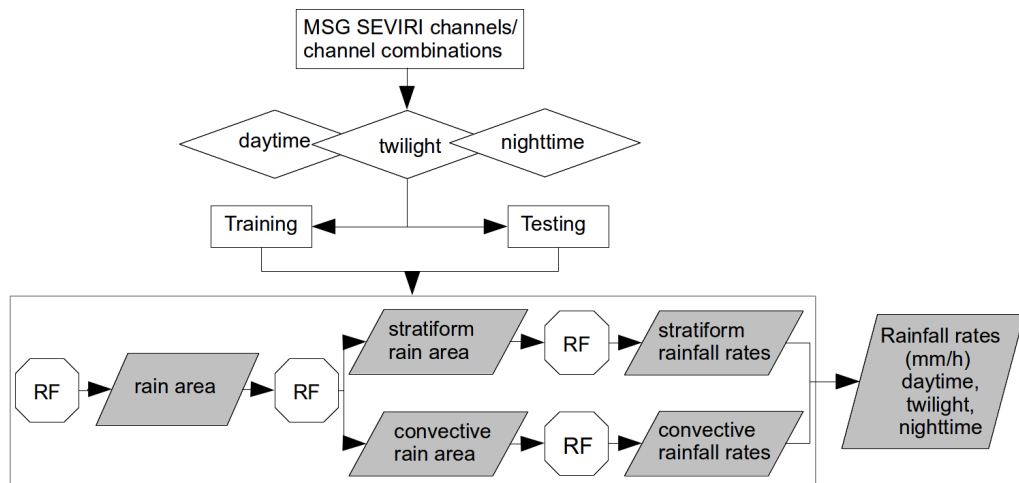 MSG SEVIRI channels/
channel combinations
daytime
twilight
nighttime
Training
Testing
RF
rain area
RF
stratiform
rain area
RF
stratiform
rainfall rates
convective
rain area
RF
convective
rainfall rates
Rainfall rates
(mm/h)
daytime,
twilight,
nighttime